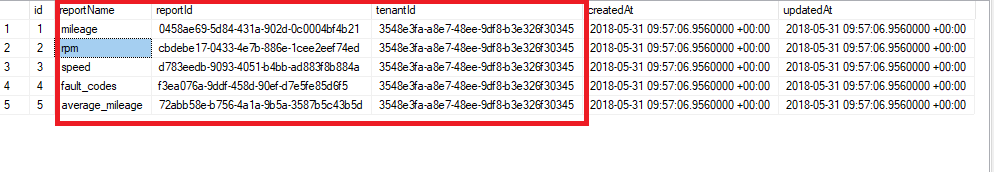 id reportName reportId tenantId createdAt updatedAt
1 1 mileage 0458ae69-5d84-431a-902d-0c0004bf4b21 3548e3fa-a8e7-48ee-9df8-b3e326f30345 2018-05-31 09:57:06.9560000 +00:00 2018-05-31 09:57:06.9560000 +00:00
2 2 rpm cbdebe17-0433-4e7b-886e-1cee2eef74ed 3548e3fa-a8e7-48ee-9df8-b3e326f30345 2018-05-31 09:57:06.9560000 +00:00 2018-05-31 09:57:06.9560000 +00:00
3 3 speed d783eedb-9093-4051-b4bb-ad883f8b884a 3548e3fa-a8e7-48ee-9df8-b3e326f30345 2018-05-31 09:57:06.9560000 +00:00 2018-05-31 09:57:06.9560000 +00:00
4 4 fault_codes f3ea076a-9ddf-458d-90ef-d7e5fe85d6f5 3548e3fa-a8e7-48ee-9df8-b3e326f30345 2018-05-31 09:57:06.9560000 +00:00 2018-05-31 09:57:06.9560000 +00:00
5 5 average_mileage 72abb58e-b756-4a1a-9b5a-3587b5c43b5d 3548e3fa-a8e7-48ee-9df8-b3e326f30345 2018-05-31 09:57:06.9560000 +00:00 2018-05-31 09:57:06.9560000 +00:00